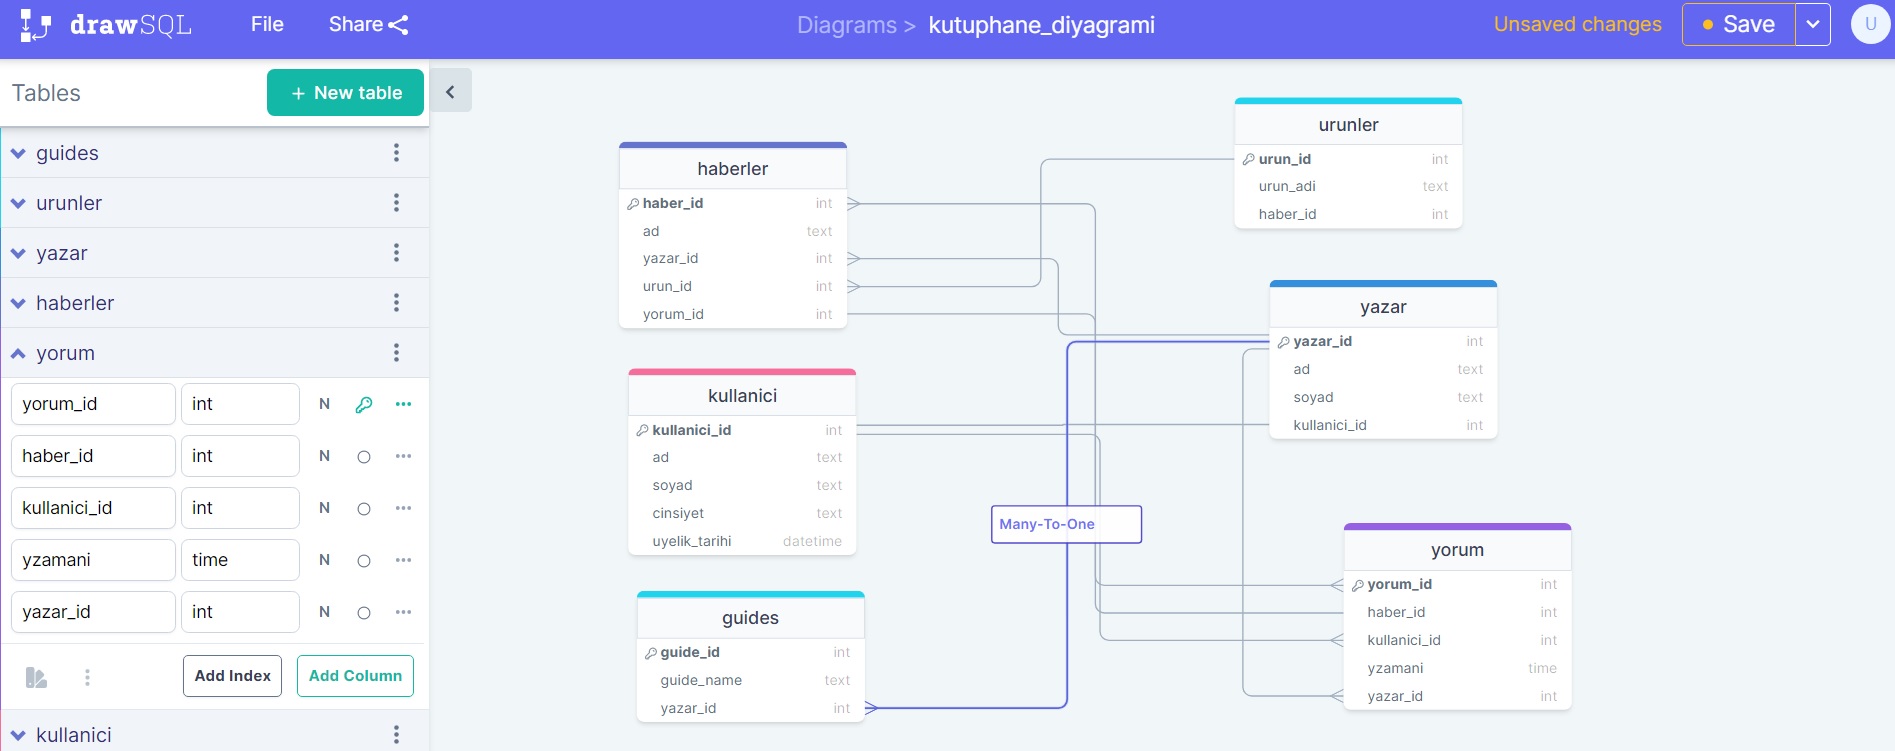 drawSQL
File
Share
Diagrams > kutuphane_diyagrami
Unsaved changes
Save
U
Tables
+ New table
guides
urunler
yazar
haberler
yorum
yorum_id int N
haber_id int N
kullanici_id int N
yzamani time N
yazar_id int N
Add Index
Add Column
kullanici
haberler
haber_id int
ad text
yazar_id int
urun_id int
yorum_id int
kullanici
kullanici_id int
ad text
soyad text
cinsiyet text
uyelik_tarihi datetime
guides
guide_id int
guide_name text
yazar_id int
Many-To-One
urunler
urun_id int
urun_adi text
haber_id int
yazar
yazar_id int
ad text
soyad text
kullanici_id int
yorum
yorum_id int
haber_id int
kullanici_id int
yzamani time
yazar_id int